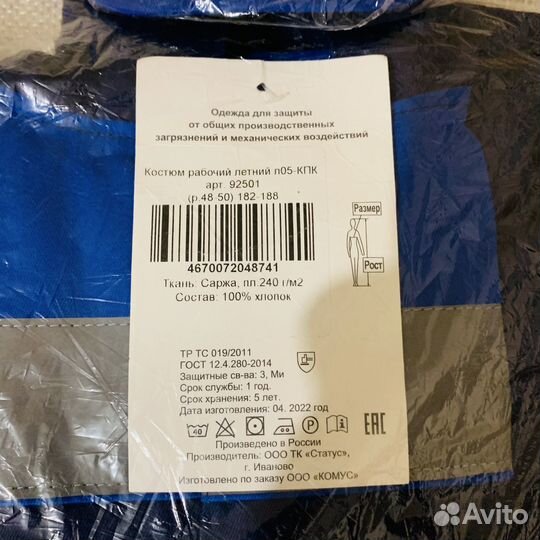 Одежда для защиты
от общих производственных
загрязнений и механических воздействий
Костюм рабочий летний л05-КПК
арт. 92501
(р.48-50) 182-188
Размер
Рост
4670072048741
Ткань: Саржа, пл.240 г/м2
Состав: 100% хлопок
ТР ТС 019/2011
ГОСТ 12.4.280-2014
Защитные св-ва: З, Ми
Срок службы: 1 год.
Срок хранения: 5 лет.
Дата изготовления: 04. 2022 год
40 P EAC
Произведено в России
Производитель: ООО ТК «Статус»,
г. Иваново
Изготовлено по заказу ООО «КОМУС»
Avito